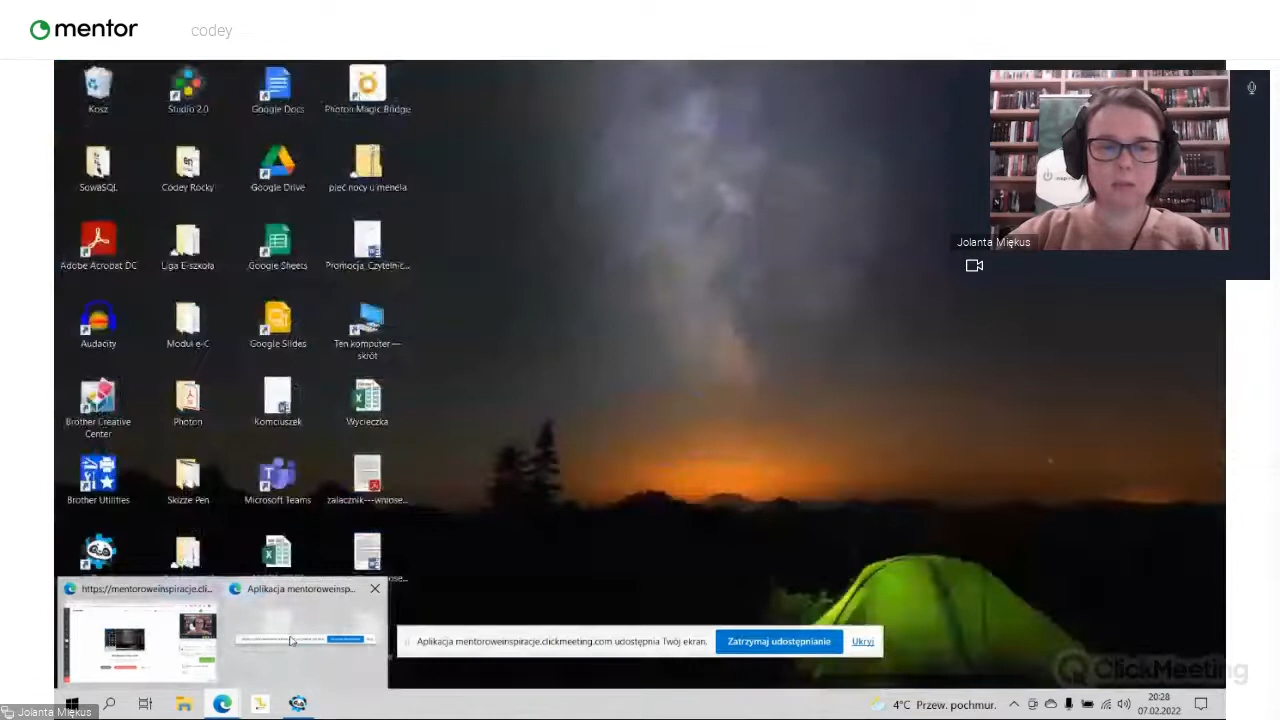 mentor
codey
Kosz
Studio 2.0
Google Docs
Photon Magic Bridge
SowaSQL
Codey Rocky
Google Drive
pięć nocy u menela
Adobe Acrobat DC
Liga E-szkoła
Google Sheets
Promocja_Czytelnic...
Audacity
Moduł e-C
Google Slides
Ten komputer —
skrót
Brother Creative
Center
Photon
Komciuszek
Wycieczka
Brother Utilities
Skizze Pen
Microsoft Teams
zalacznik---wniose...
Jolanta Miękus
https://mentoroweinspiracje.cli...
Aplikacja mentoroweinsp...
Aplikacja mentoroweinspiracje.clickmeeting.com udostępnia Twój ekran.
Zatrzymaj udostępnianie
Ukryj
ClickMeeting
4°C Przew. pochmur.
20:28
07.02.2022
Jolanta Miękus